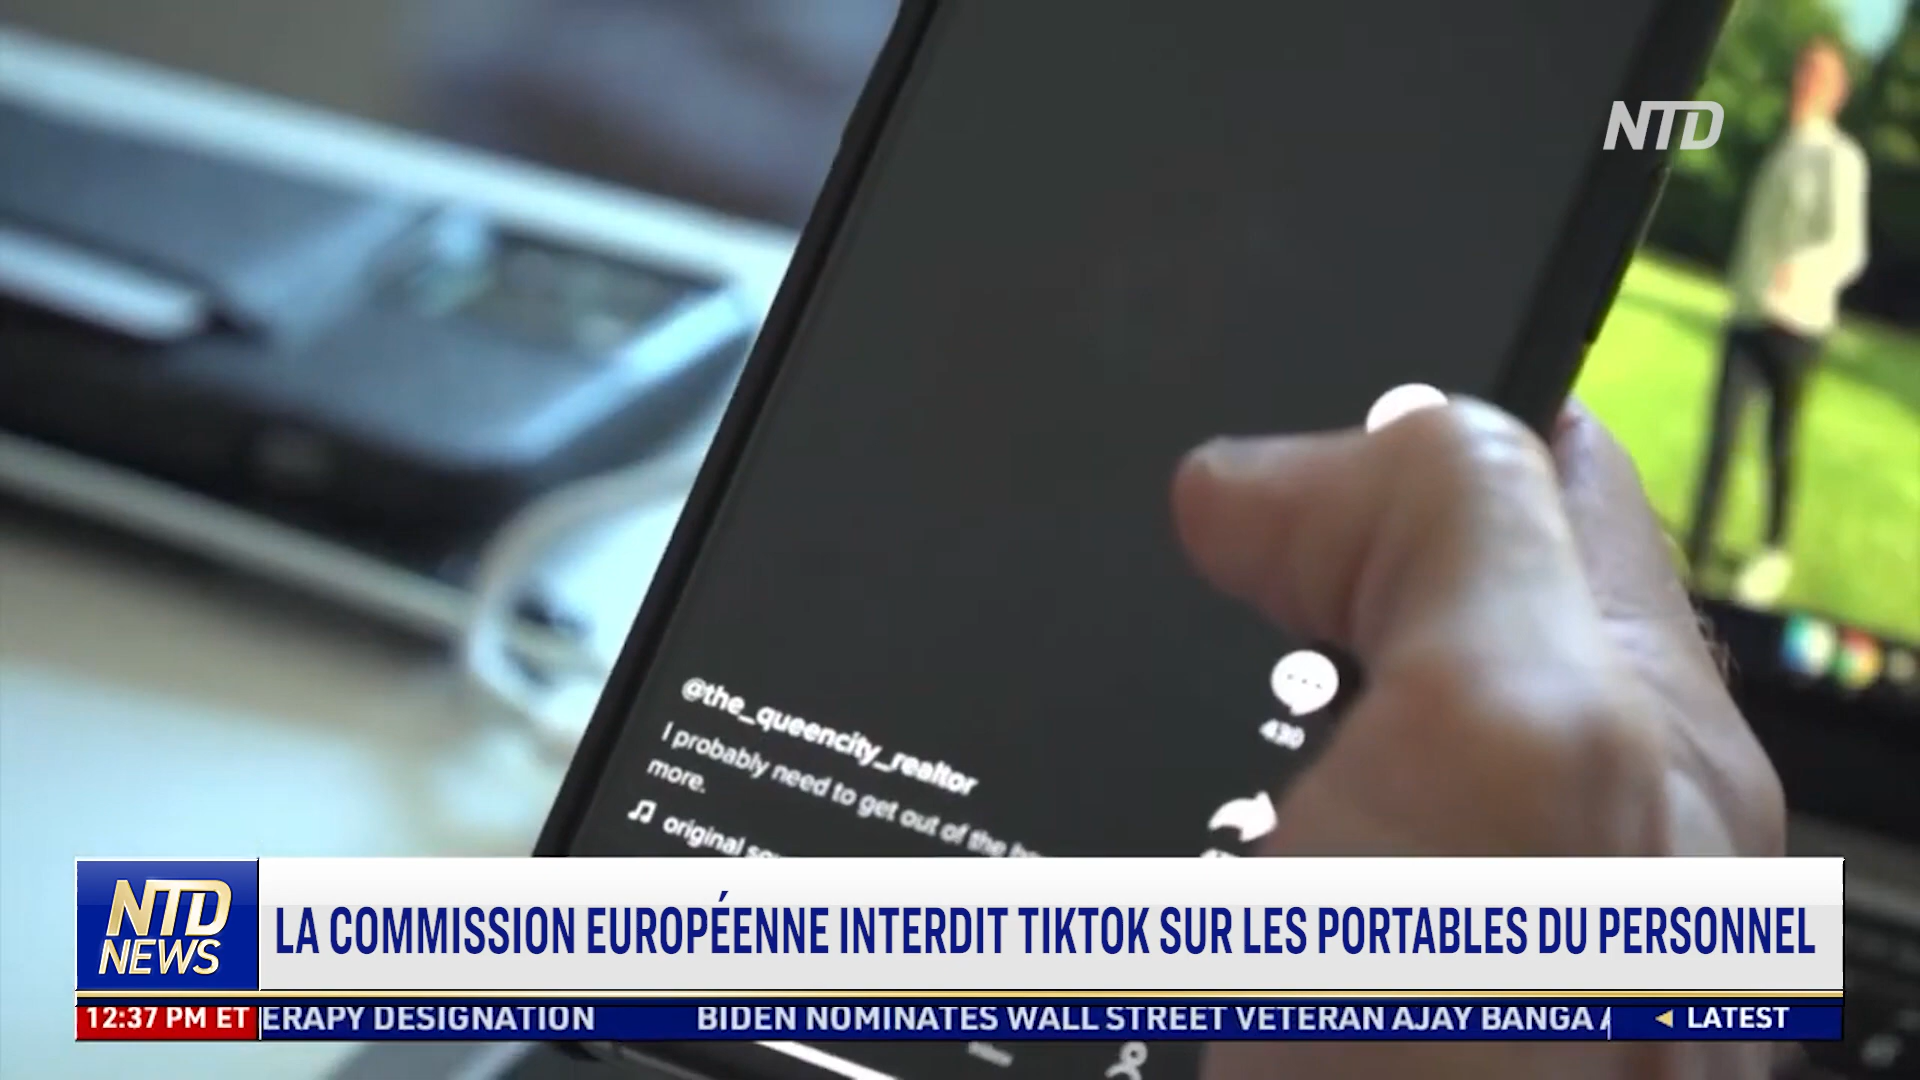 NTD
@the_queencity_realtor
I probably need to get out of the
more.
original
430
NTD
NEWS
LA COMMISSION EUROPÉENNE INTERDIT TIKTOK SUR LES PORTABLES DU PERSONNEL
12:37 PM ET
ERAPY DESIGNATION BIDEN NOMINATES WALL STREET VETERAN AJAY BANGA
LATEST